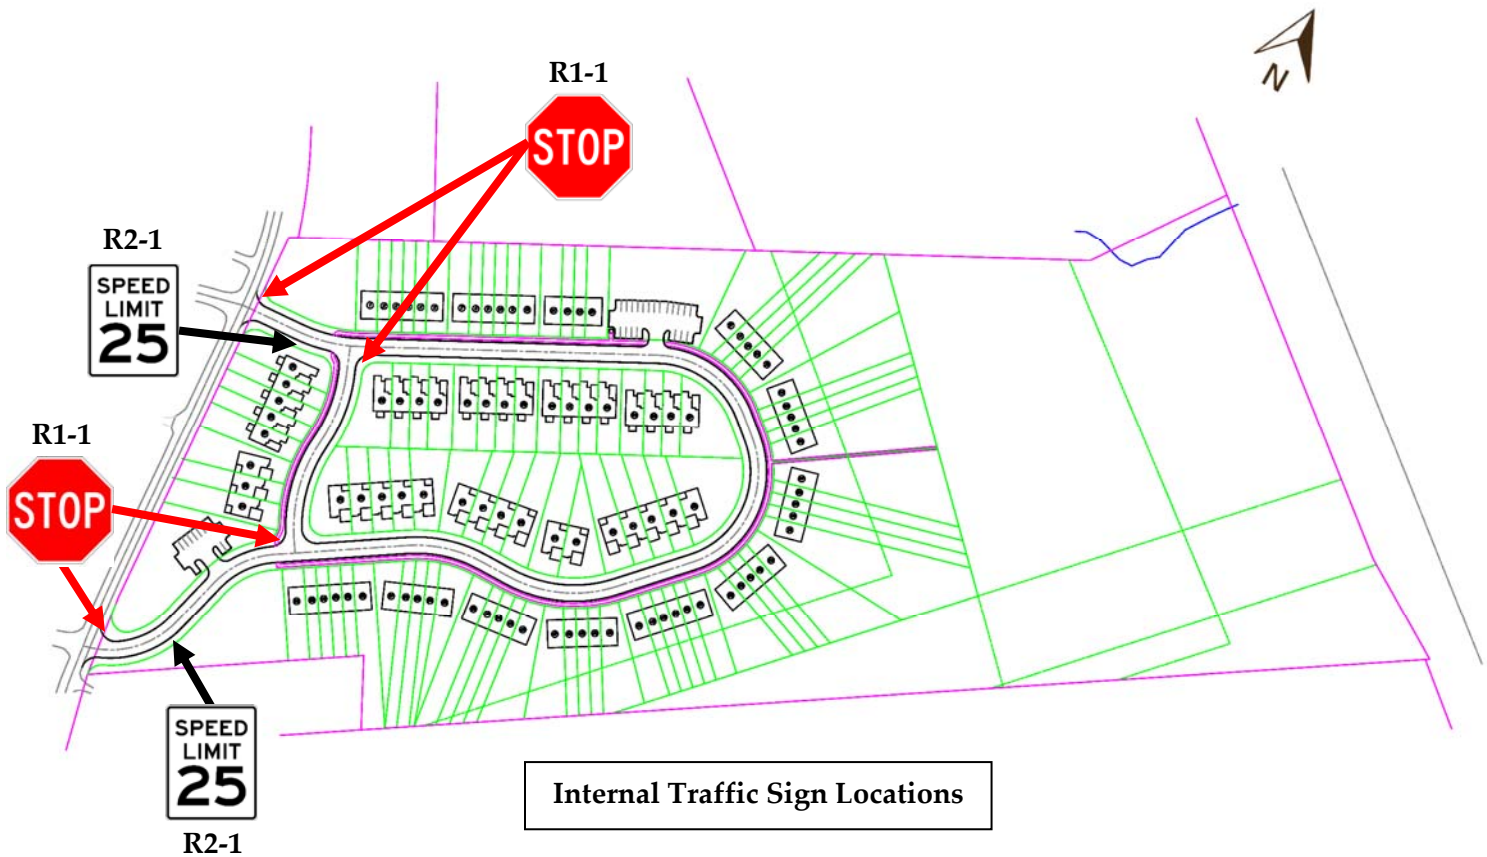 R1-1
STOP
N
R2-1
SPEED
LIMIT
25
R1-1
STOP
SPEED
LIMIT
25
R2-1
Internal Traffic Sign Locations